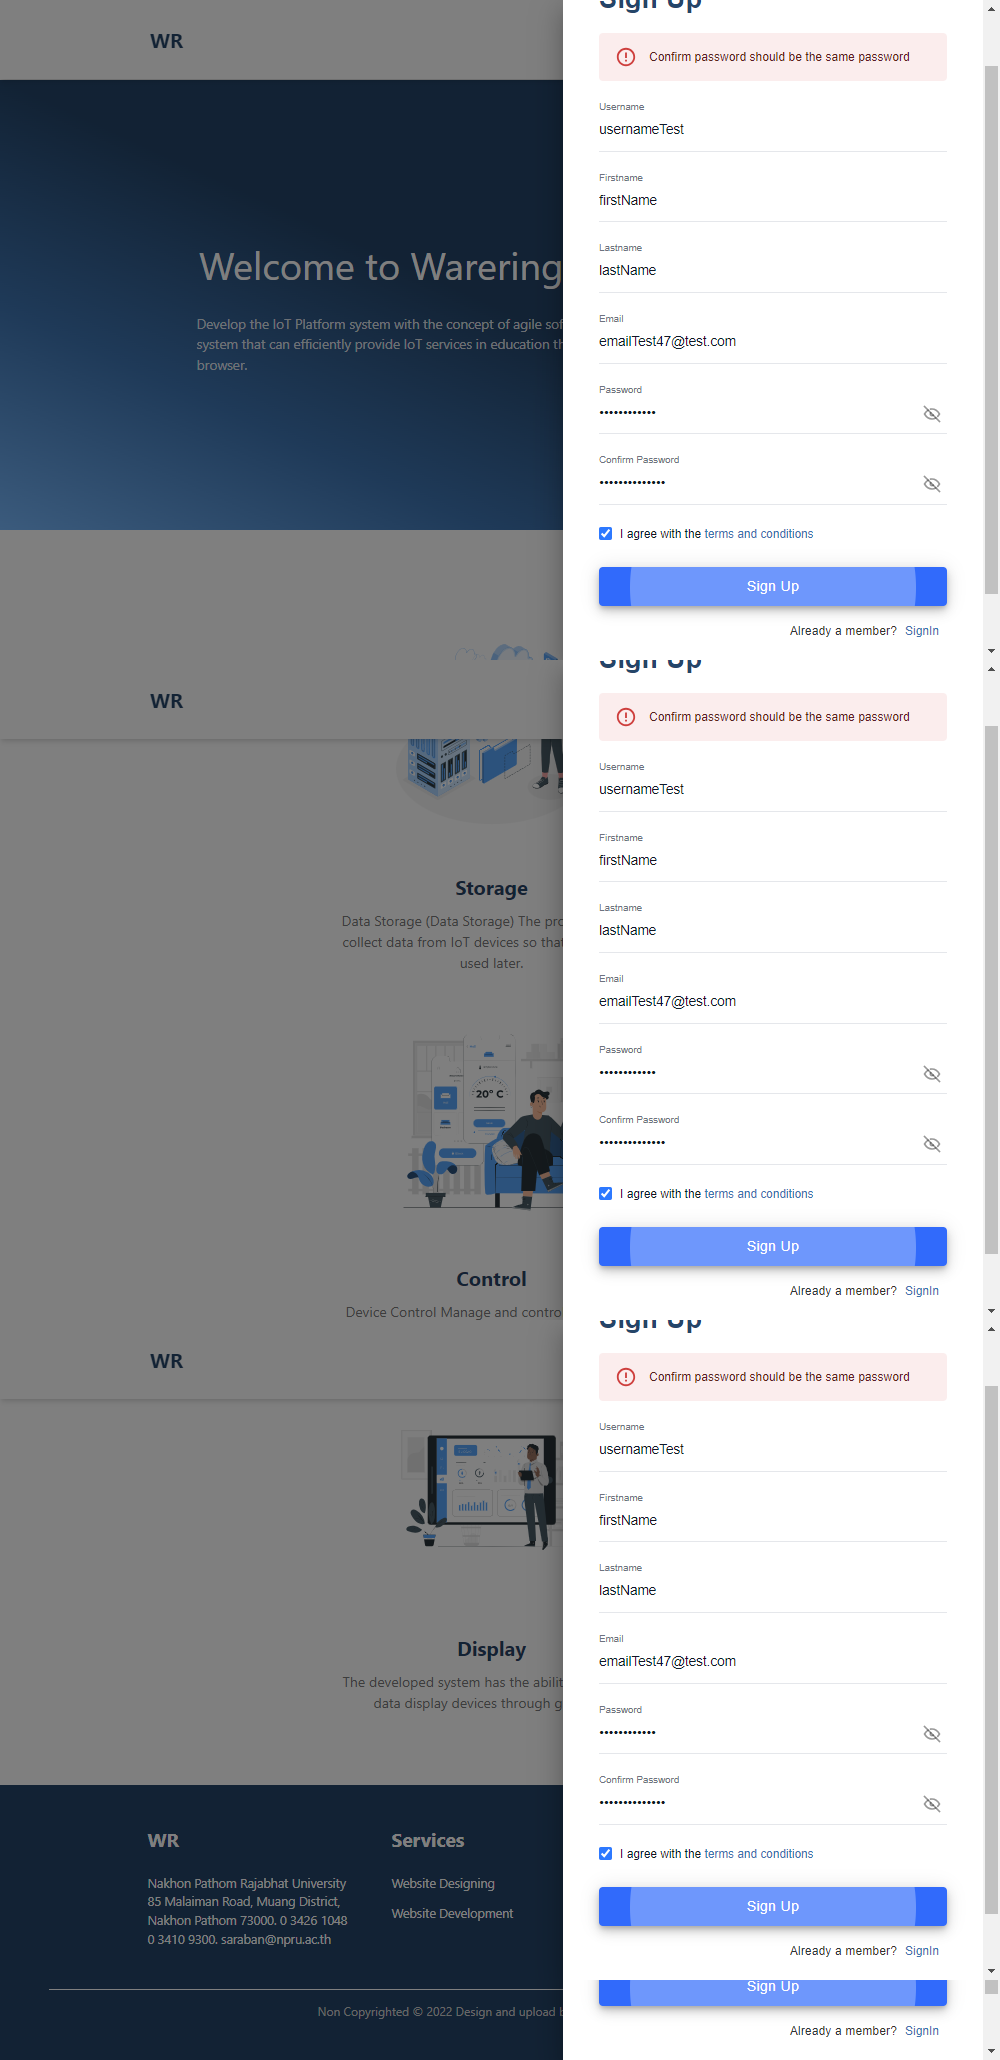 WR
Welcome to Warering
Develop the IoT Platform system with the concept of agile sof
system that can efficiently provide IoT services in education th
browser.
Sign Up
Confirm password should be the same password
Username
usernameTest
Firstname
firstName
Lastname
lastName
Email
emailTest47@test.com
Password
••••••••••••
Confirm Password
••••••••••••••
I agree with the terms and conditions
Sign Up
Already a member? SignIn
WR
Storage
Data Storage (Data Storage) The pro
collect data from IoT devices so that
used later.
20° C
Control
Device Control Manage and contro
Sign Up
Confirm password should be the same password
Username
usernameTest
Firstname
firstName
Lastname
lastName
Email
emailTest47@test.com
Password
••••••••••••
Confirm Password
••••••••••••••
I agree with the terms and conditions
Sign Up
Already a member? SignIn
WR
Display
The developed system has the abilit
data display devices through g
Sign Up
Confirm password should be the same password
Username
usernameTest
Firstname
firstName
Lastname
lastName
Email
emailTest47@test.com
Password
••••••••••••
Confirm Password
••••••••••••••
I agree with the terms and conditions
Sign Up
Already a member? SignIn
WR
Nakhon Pathom Rajabhat University
85 Malaiman Road, Muang District,
Nakhon Pathom 73000. 0 3426 1048
0 3410 9300. saraban@npru.ac.th
Services
Website Designing
Website Development
Non Copyrighted © 2022 Design and upload b
Sign Up
Already a member? SignIn